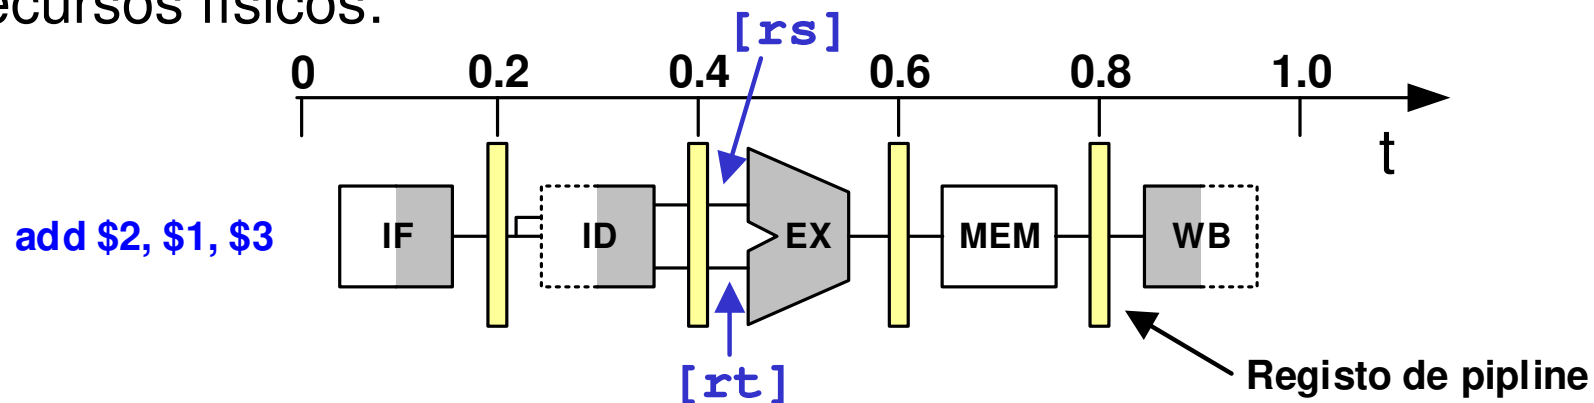 ecursos físicos.
[rs]
0 0.2 0.4 0.6 0.8 1.0
t
add $2, $1, $3 IF ID EX MEM WB
[rt]
Registo de pipline